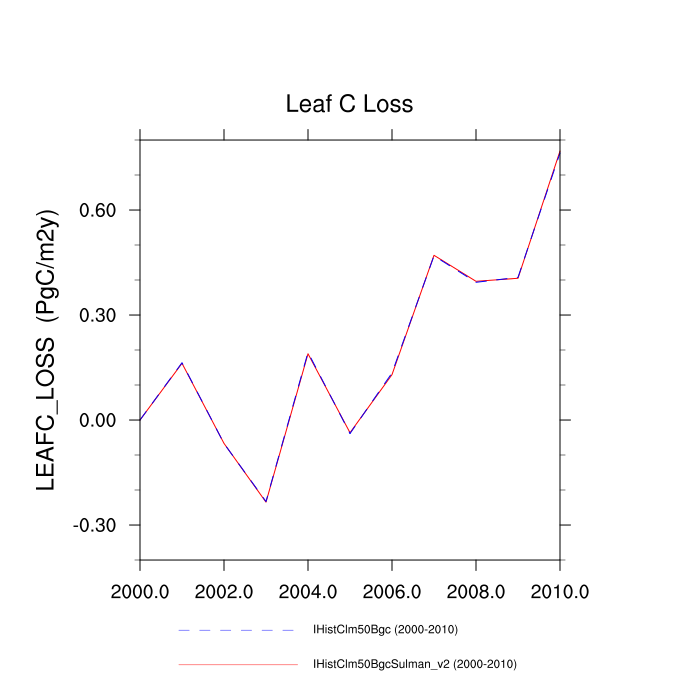 Leaf C Loss
LEAFC_LOSS (PgC/m2y)
0.60
0.30
0.00
-0.30
2000.0 2002.0 2004.0 2006.0 2008.0 2010.0
IHistClm50Bgc (2000-2010)
IHistClm50BgcSulman_v2 (2000-2010)